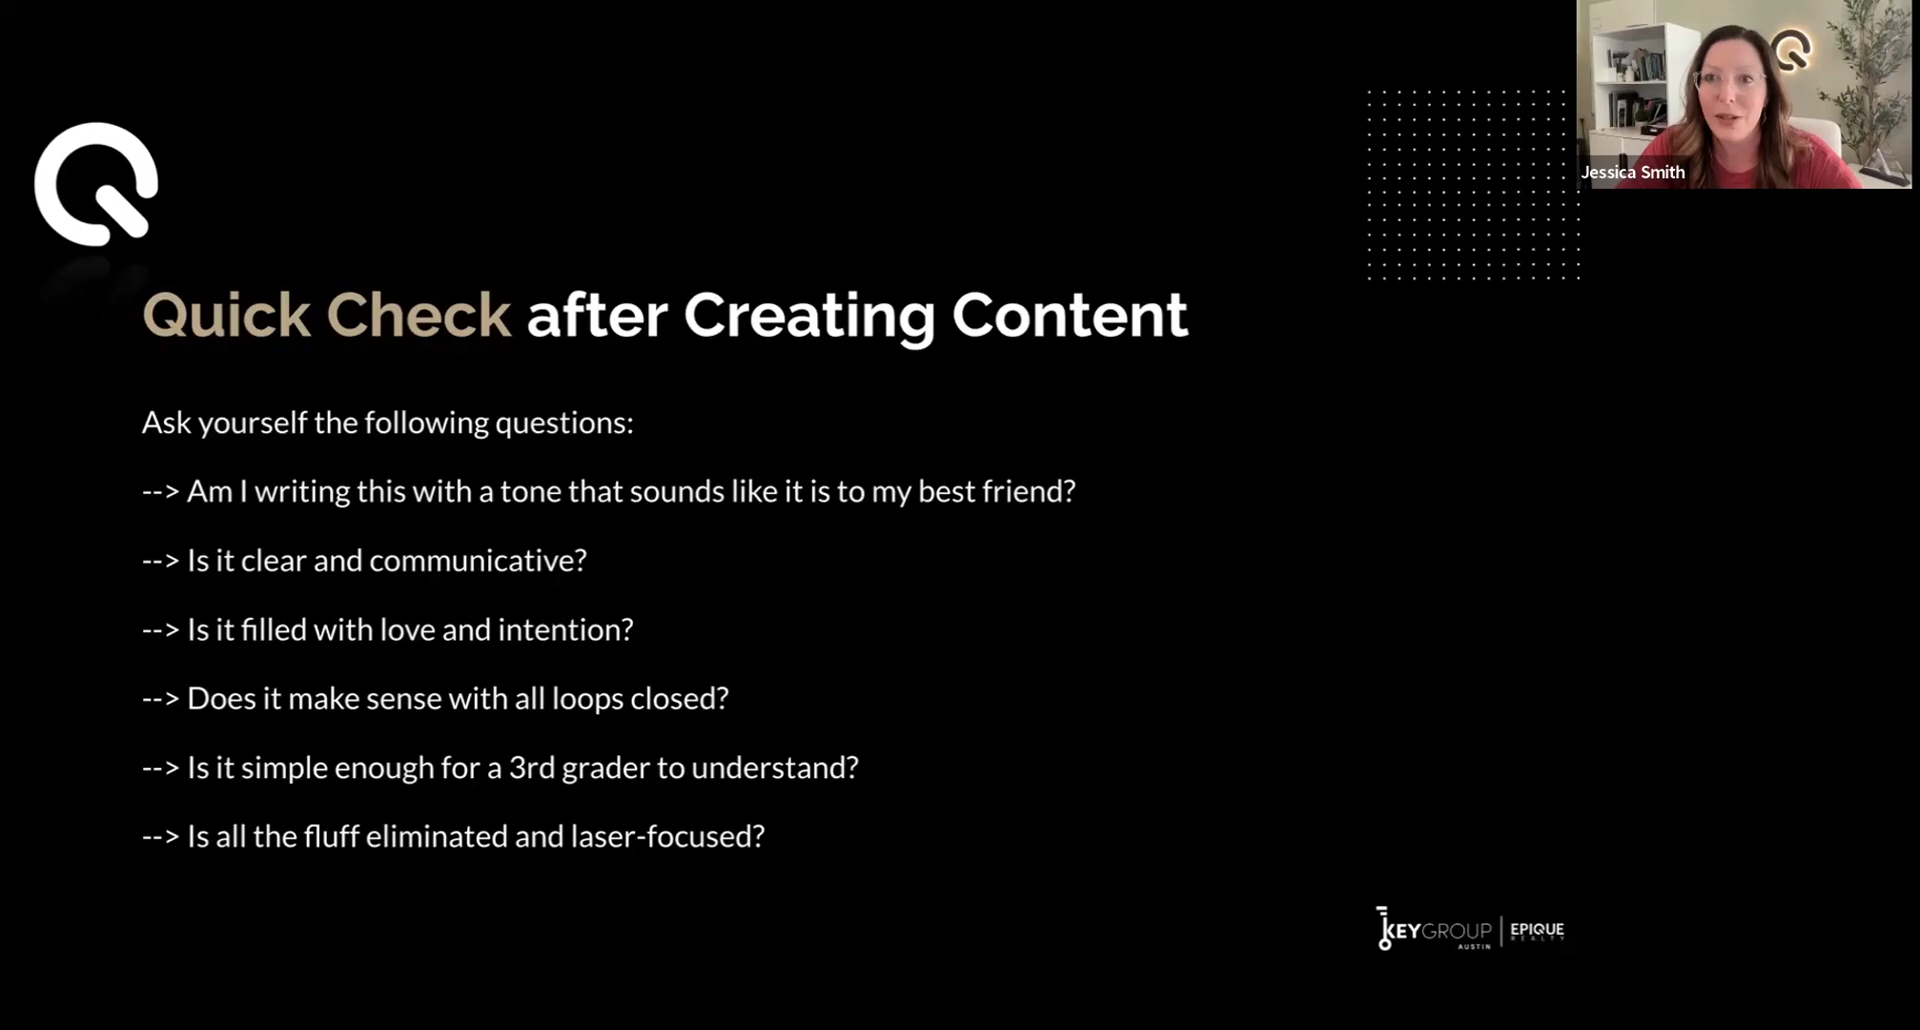 Jessica Smith
Quick Check after Creating Content
Ask yourself the following questions:
--> Am I writing this with a tone that sounds like it is to my best friend?
--> Is it clear and communicative?
--> Is it filled with love and intention?
--> Does it make sense with all loops closed?
--> Is it simple enough for a 3rd grader to understand?
--> Is all the fluff eliminated and laser-focused?
KEYGROUP
AUSTIN
EPIQUE
REALTY